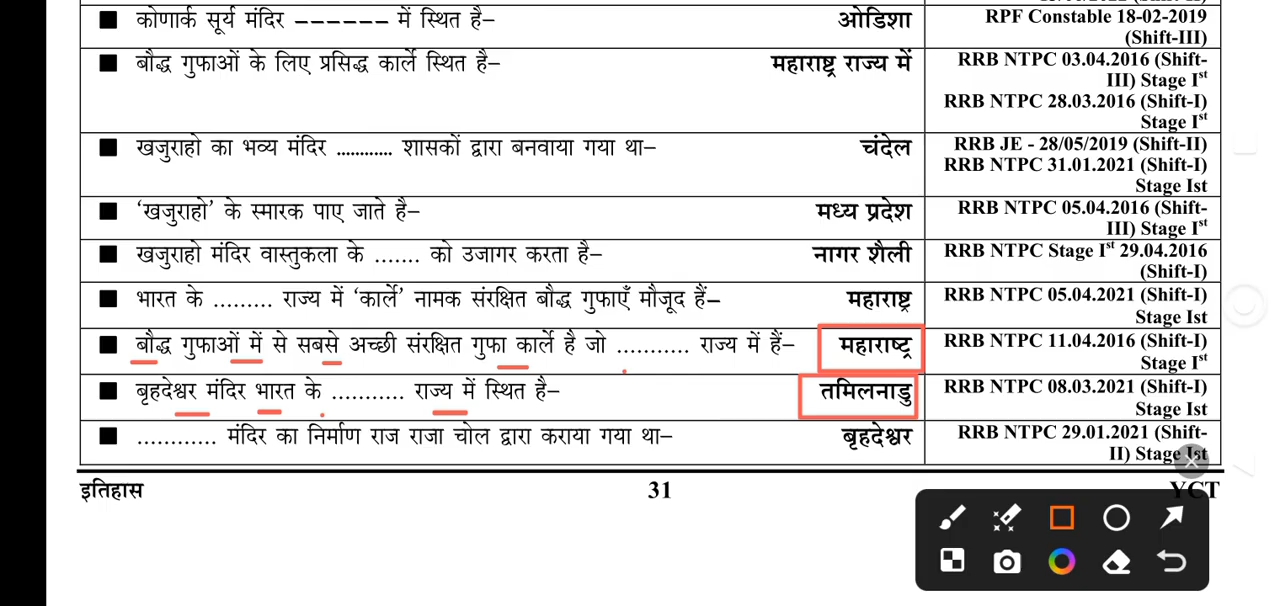 ■ कोणार्क सूर्य मंदिर –––––– में स्थित है– ओडिशा RPF Constable 18-02-2019
(Shift-III)
■ बौद्ध गुफाओं के लिए प्रसिद्ध कार्ले स्थित है– महाराष्ट्र राज्य में RRB NTPC 03.04.2016 (Shift-
III) Stage Ist
RRB NTPC 28.03.2016 (Shift-I)
Stage Ist
■ खजुराहो का भव्य मंदिर ............ शासकों द्वारा बनवाया गया था– चंदेल RRB JE - 28/05/2019 (Shift-II)
RRB NTPC 31.01.2021 (Shift-I)
Stage Ist
■ ‘खजुराहो’ के स्मारक पाए जाते है– मध्य प्रदेश RRB NTPC 05.04.2016 (Shift-
III) Stage Ist
■ खजुराहो मंदिर वास्तुकला के ....... को उजागर करता है– नागर शैली RRB NTPC Stage Ist 29.04.2016
(Shift-I)
■ भारत के ......... राज्य में ‘कार्ले’ नामक संरक्षित बौद्ध गुफाएँ मौजूद हैं– महाराष्ट्र RRB NTPC 05.04.2021 (Shift-I)
Stage Ist
■ बौद्ध गुफाओं में से सबसे अच्छी संरक्षित गुफा कार्ले है जो ........... राज्य में हैं– महाराष्ट्र RRB NTPC 11.04.2016 (Shift-I)
Stage Ist
■ बृहदेश्वर मंदिर भारत के ........... राज्य में स्थित है– तमिलनाडु RRB NTPC 08.03.2021 (Shift-I)
Stage Ist
■ ............ मंदिर का निर्माण राज राजा चोल द्वारा कराया गया था– बृहदेश्वर RRB NTPC 29.01.2021 (Shift-
II) Stage Ist
इतिहास 31 YCT